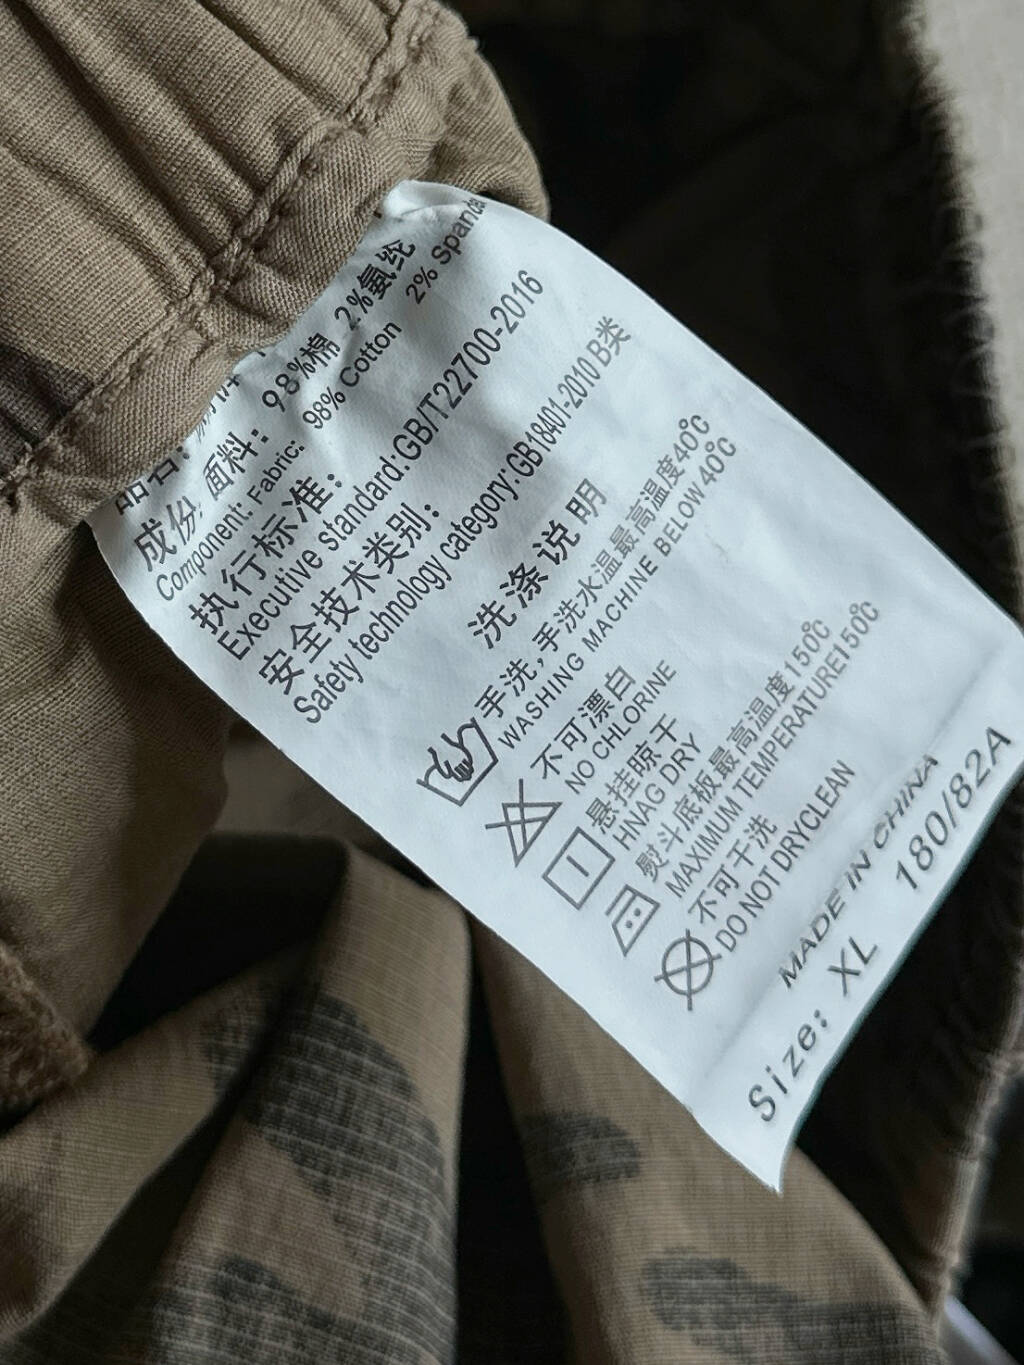 品名:
成份: 面料: 98%棉 2%氨纶
Component: Fabric: 98% Cotton 2%
执行标准:
Executive standard:GB/T22700-2016
安全技术类别:
Safety technology category:GB18401-2010 B类
洗涤说明
手洗,手洗水温最高温度40℃
WASHING MACHINE BELOW 40℃
不可漂白
NO CHLORINE
悬挂晾干
HNAG DRY
熨斗底板最高温度150℃
MAXIMUM TEMPERATURE150℃
不可干洗
DO NOT DRYCLEAN
MADE IN CHINA
Size: XL 180/82A